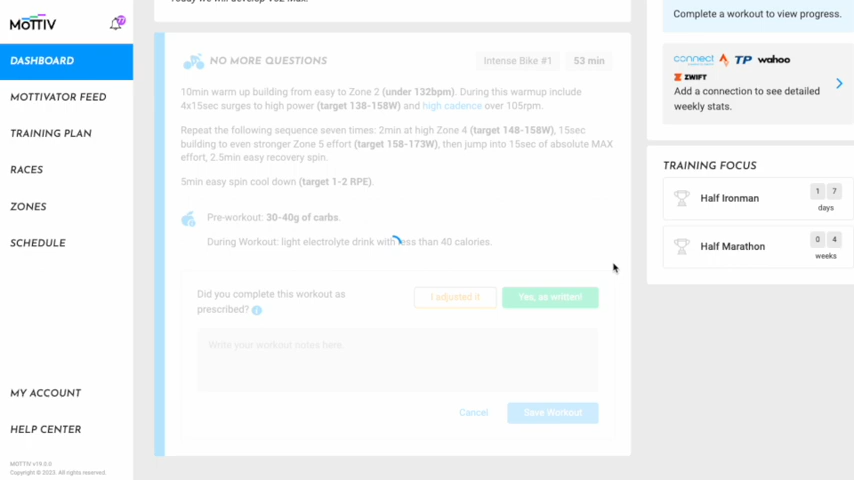 MOTTIV
77
DASHBOARD
MOTIVATOR FEED
TRAINING PLAN
RACES
ZONES
SCHEDULE
MY ACCOUNT
HELP CENTER
MOTTIV v19.0.0
Copyright © 2023. All rights reserved.
NO MORE QUESTIONS
Intense Bike #1
53 min
10min warm up building from easy to Zone 2 (under 132bpm). During this warmup include
4x15sec surges to high power (target 138-158W) and high cadence over 105rpm.
Repeat the following sequence seven times: 2min at high Zone 4 (target 148-158W), 15sec
building to even stronger Zone 5 effort (target 158-173W), then jump into 15sec of absolute MAX
effort, 2.5min easy recovery spin.
5min easy spin cool down (target 1-2 RPE).
Pre-workout: 30-40g of carbs.
During Workout: light electrolyte drink with less than 40 calories.
Did you complete this workout as
prescribed?
I adjusted it
Yes, as written!
Write your workout notes here.
Cancel
Save Workout
Complete a workout to view progress.
connect TP wahoo
ZWIFT
Add a connection to see detailed
weekly stats.
TRAINING FOCUS
Half Ironman
1 7
days
Half Marathon
0 4
weeks